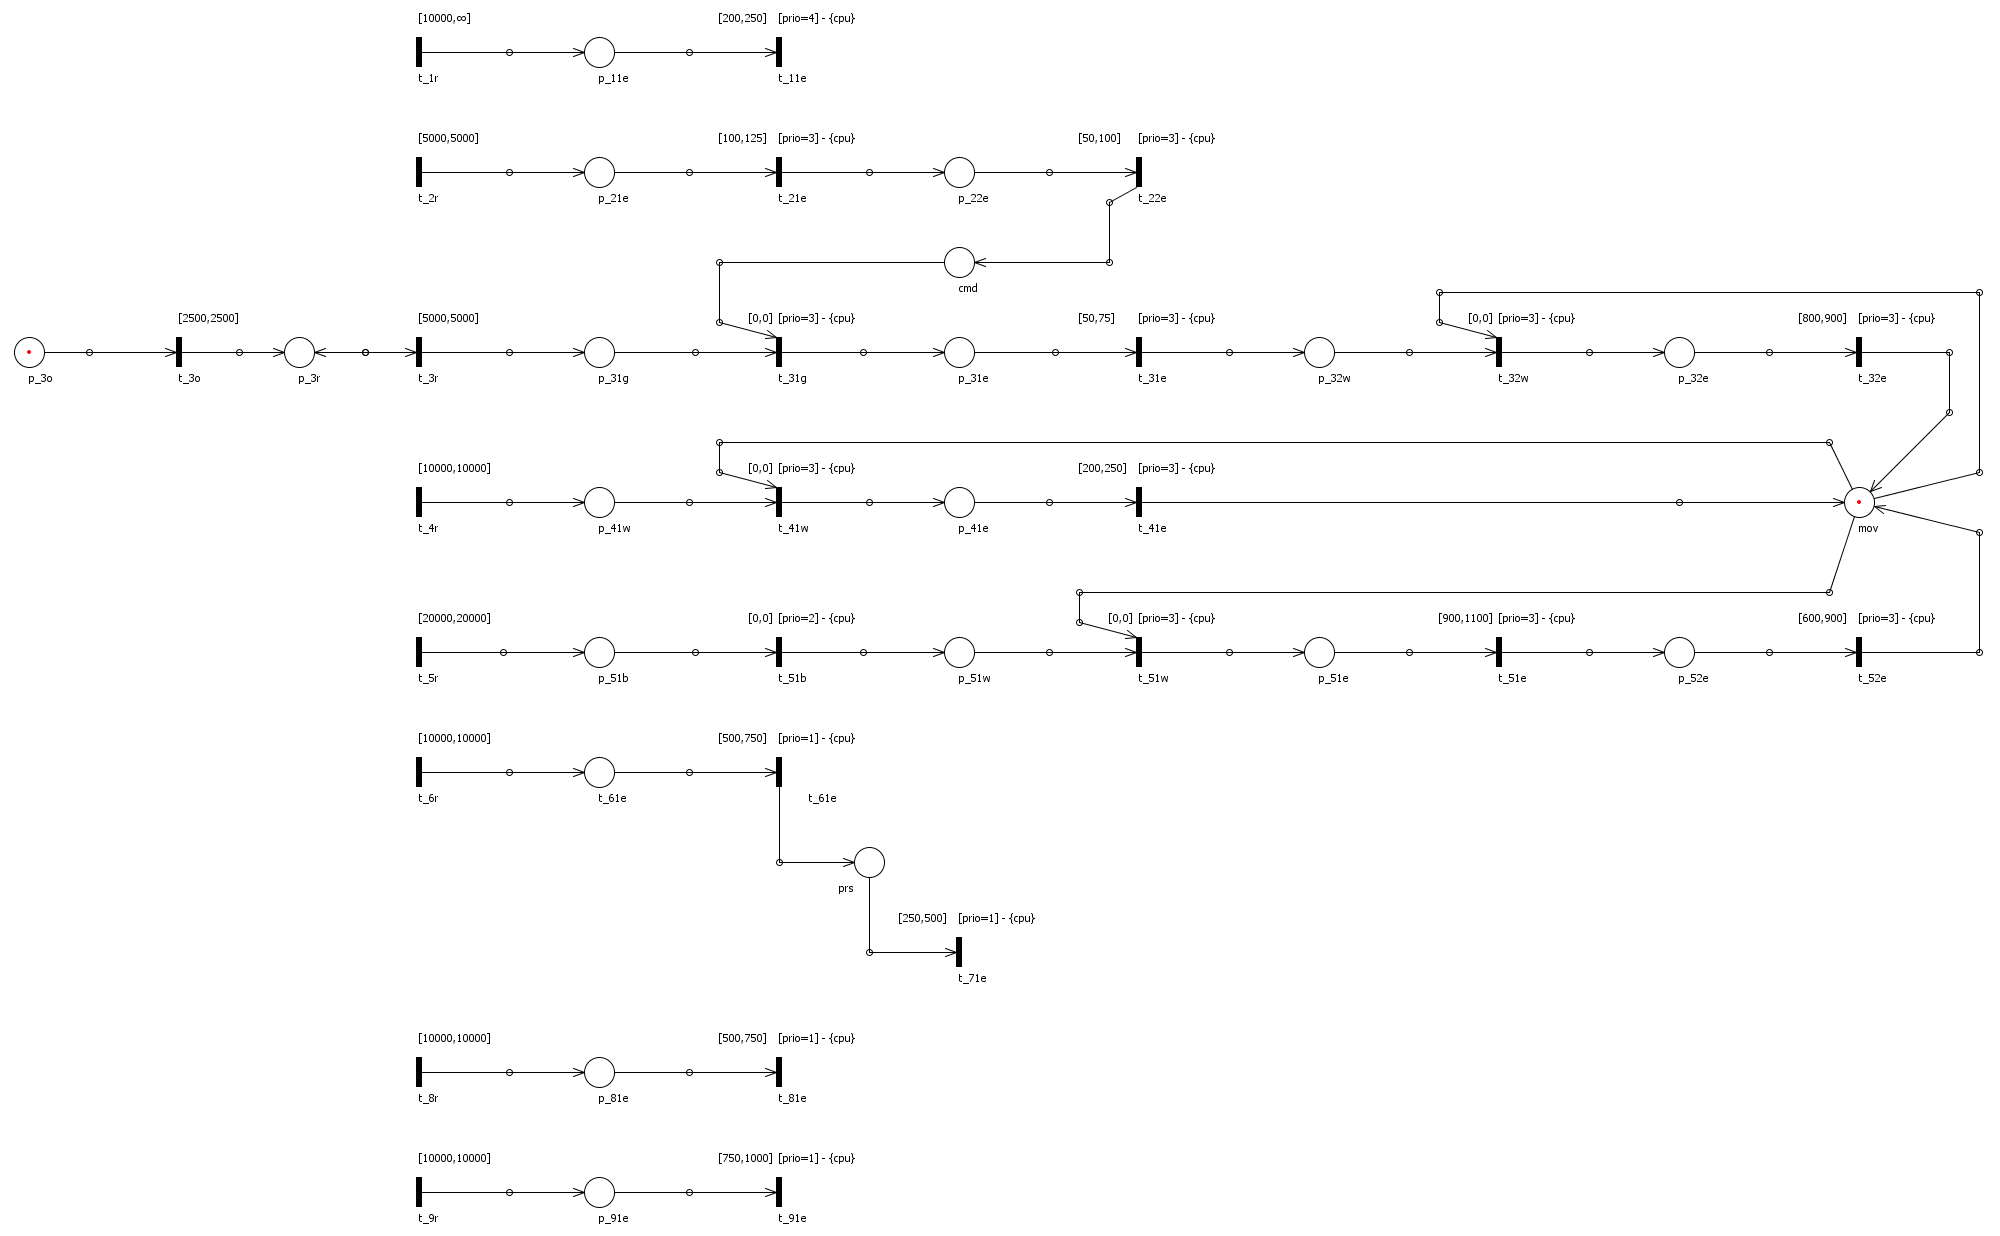 [10000,∞] [200,250] [prio=4] - {cpu}
t_1r p_11e t_11e
[5000,5000] [100,125] [prio=3] - {cpu} [50,100] [prio=3] - {cpu}
t_2r p_21e t_21e p_22e t_22e
cmd
[2500,2500] [5000,5000] [0,0] [prio=3] - {cpu} [50,75] [prio=3] - {cpu} [0,0] [prio=3] - {cpu} [800,900] [prio=3] - {cpu}
p_3o t_3o p_3r t_3r p_31g t_31g p_31e t_31e p_32w t_32w p_32e t_32e
[10000,10000] [0,0] [prio=3] - {cpu} [200,250] [prio=3] - {cpu}
t_4r p_41w t_41w p_41e t_41e mov
[20000,20000] [0,0] [prio=2] - {cpu} [0,0] [prio=3] - {cpu} [900,1100] [prio=3] - {cpu} [600,900] [prio=3] - {cpu}
t_5r p_51b t_51b p_51w t_51w p_51e t_51e p_52e t_52e
[10000,10000] [500,750] [prio=1] - {cpu}
t_6r t_61e t_61e
prs
[250,500] [prio=1] - {cpu}
t_71e
[10000,10000] [500,750] [prio=1] - {cpu}
t_8r p_81e t_81e
[10000,10000] [750,1000] [prio=1] - {cpu}
t_9r p_91e t_91e